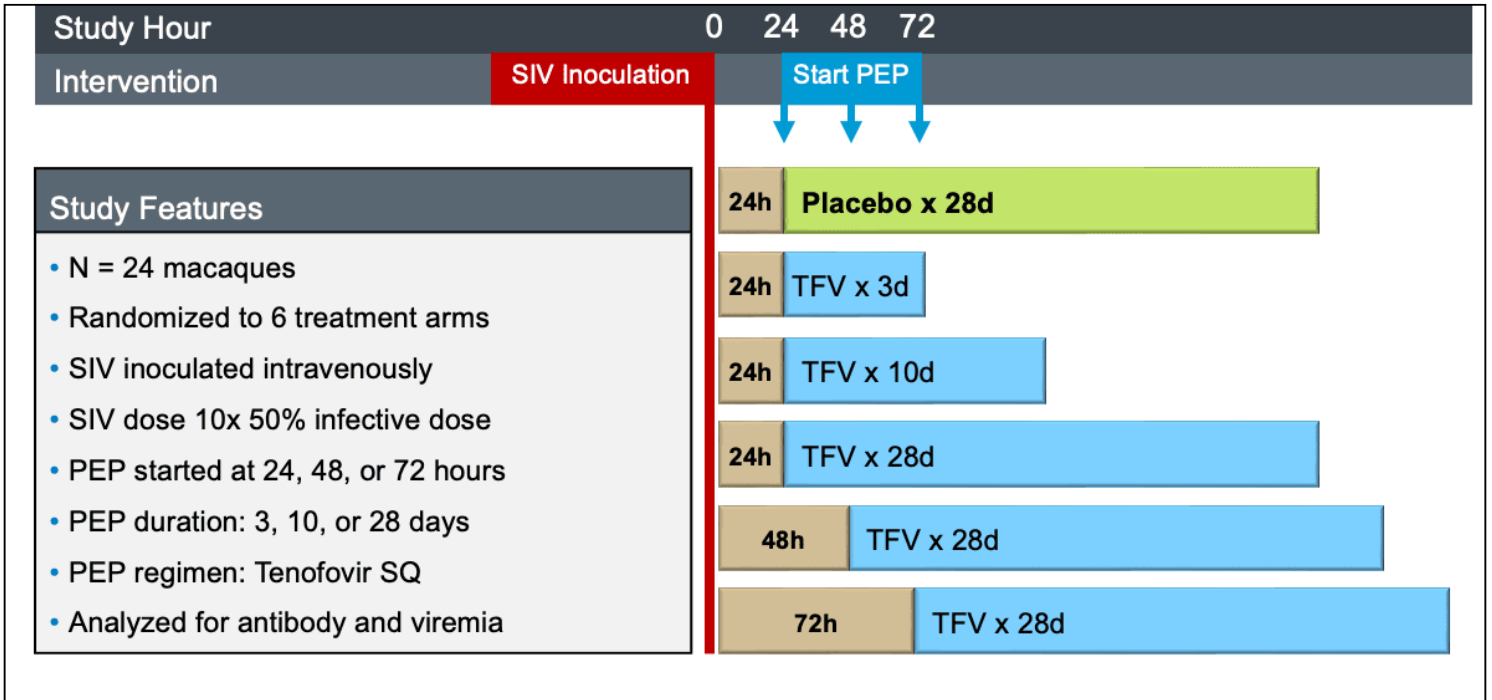 Study Hour 0 24 48 72
Intervention SIV Inoculation Start PEP
Study Features
• N = 24 macaques
• Randomized to 6 treatment arms
• SIV inoculated intravenously
• SIV dose 10x 50% infective dose
• PEP started at 24, 48, or 72 hours
• PEP duration: 3, 10, or 28 days
• PEP regimen: Tenofovir SQ
• Analyzed for antibody and viremia
24h Placebo x 28d
24h TFV x 3d
24h TFV x 10d
24h TFV x 28d
48h TFV x 28d
72h TFV x 28d